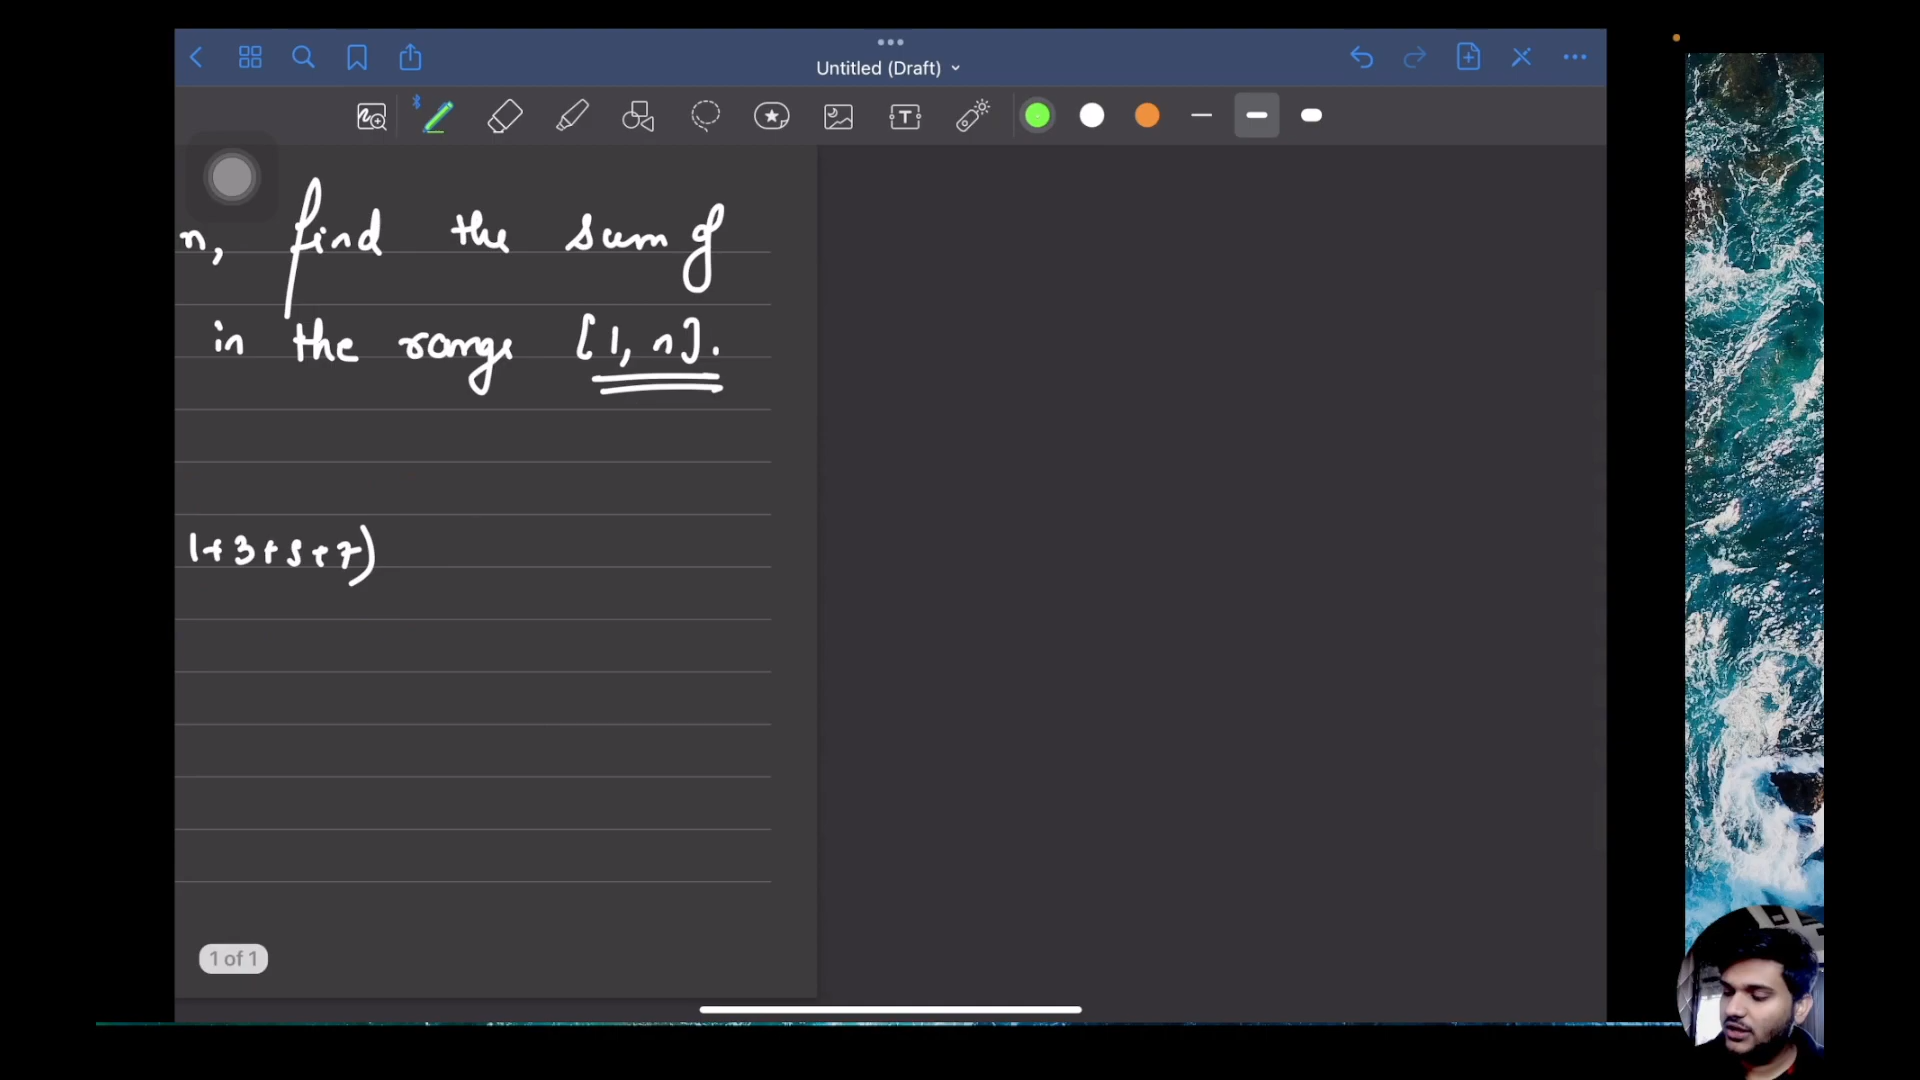 Untitled (Draft)
n, find the sum of
in the range [1, n].
1+3+5+7)
1 of 1